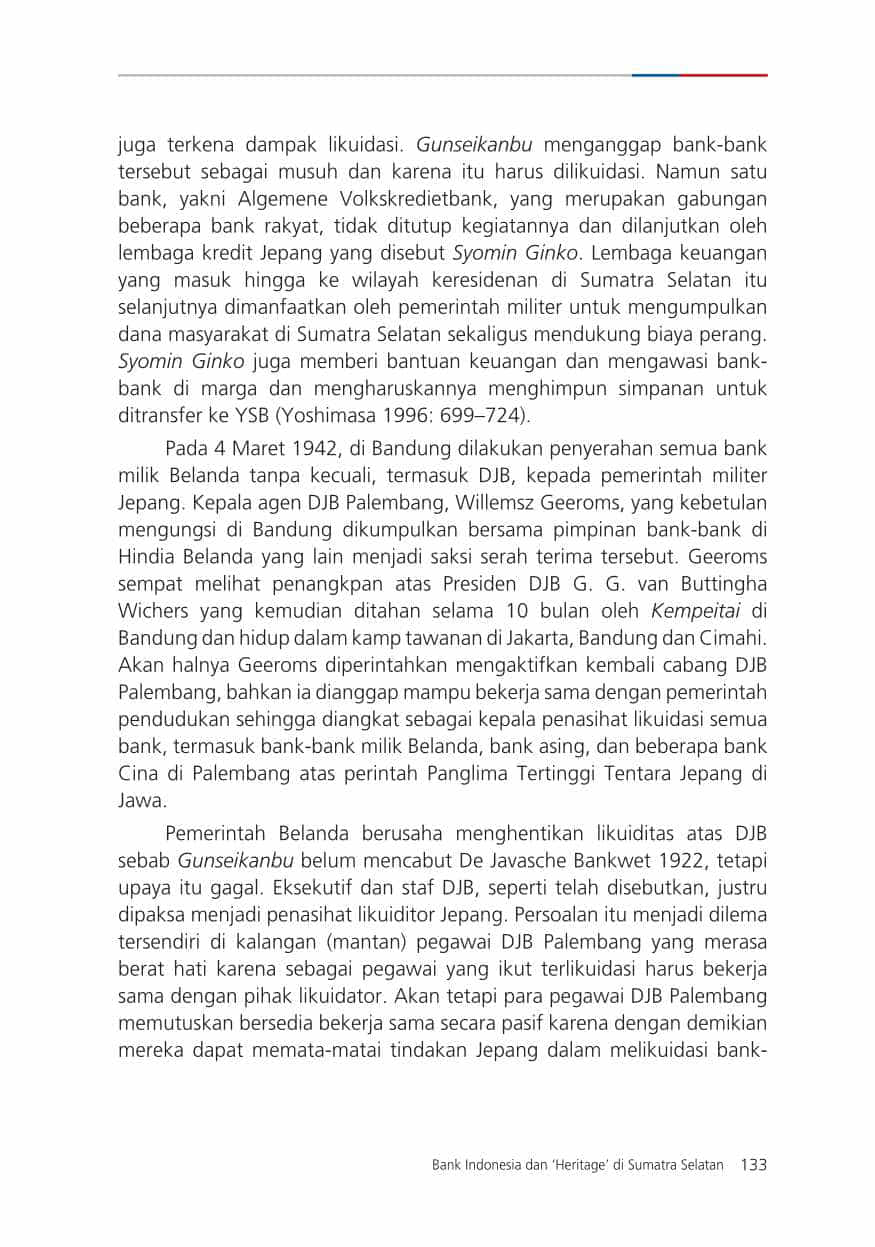 juga terkena dampak likuidasi. Gunseikanbu menganggap bank-bank
tersebut sebagai musuh dan karena itu harus dilikuidasi. Namun satu
bank, yakni Algemene Volkskredietbank, yang merupakan gabungan
beberapa bank rakyat, tidak ditutup kegiatannya dan dilanjutkan oleh
lembaga kredit Jepang yang disebut Syomin Ginko. Lembaga keuangan
yang masuk hingga ke wilayah keresidenan di Sumatra Selatan itu
selanjutnya dimanfaatkan oleh pemerintah militer untuk mengumpulkan
dana masyarakat di Sumatra Selatan sekaligus mendukung biaya perang.
Syomin Ginko juga memberi bantuan keuangan dan mengawasi bank-
bank di marga dan mengharuskannya menghimpun simpanan untuk
ditransfer ke YSB (Yoshimasa 1996: 699–724).
Pada 4 Maret 1942, di Bandung dilakukan penyerahan semua bank
milik Belanda tanpa kecuali, termasuk DJB, kepada pemerintah militer
Jepang. Kepala agen DJB Palembang, Willemsz Geeroms, yang kebetulan
mengungsi di Bandung dikumpulkan bersama pimpinan bank-bank di
Hindia Belanda yang lain menjadi saksi serah terima tersebut. Geeroms
sempat melihat penangkpan atas Presiden DJB G. G. van Buttingha
Wichers yang kemudian ditahan selama 10 bulan oleh Kempeitai di
Bandung dan hidup dalam kamp tawanan di Jakarta, Bandung dan Cimahi.
Akan halnya Geeroms diperintahkan mengaktifkan kembali cabang DJB
Palembang, bahkan ia dianggap mampu bekerja sama dengan pemerintah
pendudukan sehingga diangkat sebagai kepala penasihat likuidasi semua
bank, termasuk bank-bank milik Belanda, bank asing, dan beberapa bank
Cina di Palembang atas perintah Panglima Tertinggi Tentara Jepang di
Jawa.
Pemerintah Belanda berusaha menghentikan likuiditas atas DJB
sebab Gunseikanbu belum mencabut De Javasche Bankwet 1922, tetapi
upaya itu gagal. Eksekutif dan staf DJB, seperti telah disebutkan, justru
dipaksa menjadi penasihat likuiditor Jepang. Persoalan itu menjadi dilema
tersendiri di kalangan (mantan) pegawai DJB Palembang yang merasa
berat hati karena sebagai pegawai yang ikut terlikuidasi harus bekerja
sama dengan pihak likuidator. Akan tetapi para pegawai DJB Palembang
memutuskan bersedia bekerja sama secara pasif karena dengan demikian
mereka dapat memata-matai tindakan Jepang dalam melikuidasi bank-
Bank Indonesia dan ‘Heritage’ di Sumatra Selatan 133